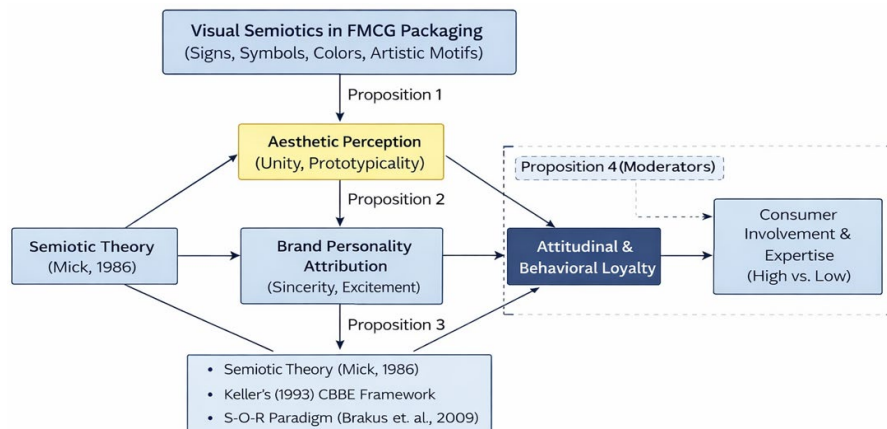 Visual Semiotics in FMCG Packaging
(Signs, Symbols, Colors, Artistic Motifs)
Proposition 1
Aesthetic Perception
(Unity, Prototypicality)
Proposition 2
Proposition 4 (Moderators)
Semiotic Theory
(Mick, 1986)
Brand Personality
Attribution
(Sincerity, Excitement)
Attitudinal &
Behavioral Loyalty
Consumer
Involvement &
Expertise
(High vs. Low)
Proposition 3
• Semiotic Theory (Mick, 1986)
• Keller's (1993) CBBE Framework
• S-O-R Paradigm (Brakus et. al., 2009)